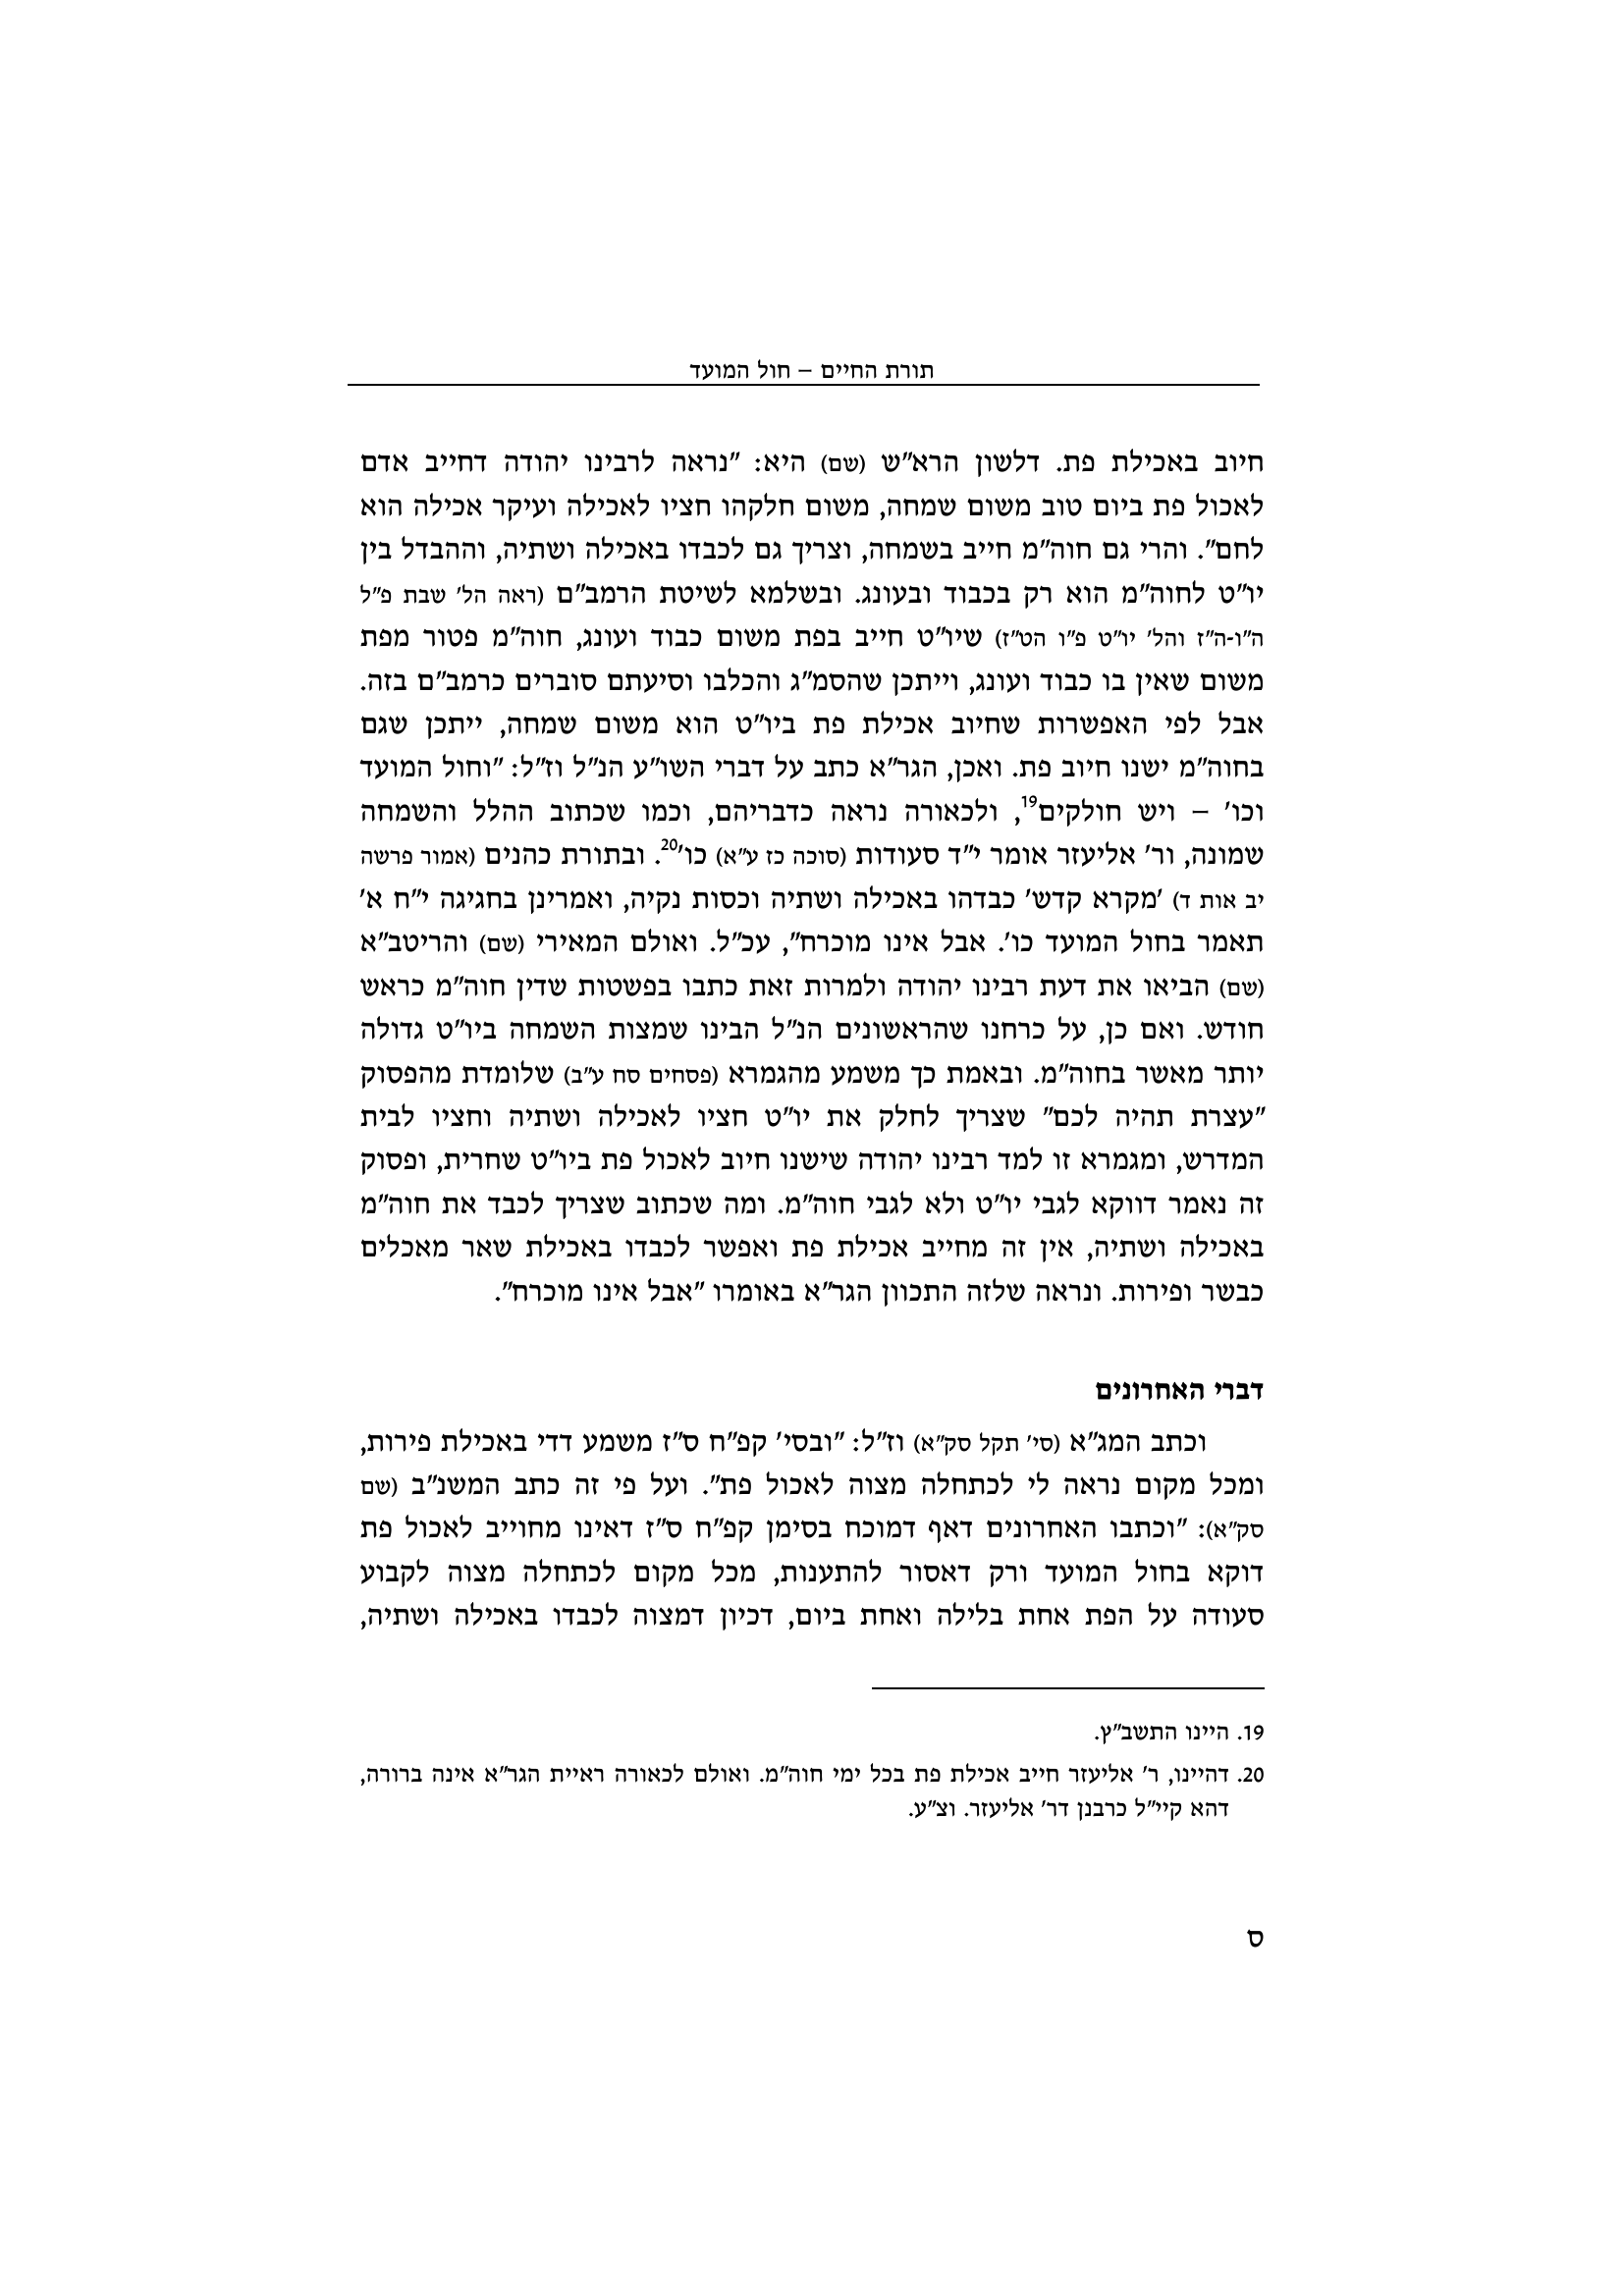 תורת החיים – חול המועד
חיוב באכילת פת. דלשון הרא"ש (שם) היא: "נראה לרבינו יהודה דחייב אדם
לאכול פת ביום טוב משום שמחה, משום חלקהו חציו לאכילה ועיקר אכילה הוא
לחם". והרי גם חוה"מ חייב בשמחה, וצריך גם לכבדו באכילה ושתיה, וההבדל בין
יו"ט לחוה"מ הוא רק בכבוד ובעונג. ובשלמא לשיטת הרמב"ם (ראה הל' שבת פ"ל
ה"ו-ה"ז והל' יו"ט פ"ו הט"ז) שיו"ט חייב בפת משום כבוד ועונג, חוה"מ פטור מפת
משום שאין בו כבוד ועונג, וייתכן שהסמ"ג והכלבו וסיעתם סוברים כרמב"ם בזה.
אבל לפי האפשרות שחיוב אכילת פת ביו"ט הוא משום שמחה, ייתכן שגם
בחוה"מ ישנו חיוב פת. ואכן, הגר"א כתב על דברי השו"ע הנ"ל וז"ל: "וחול המועד
וכו' – ויש חולקים19, ולכאורה נראה כדבריהם, וכמו שכתוב ההלל והשמחה
שמונה, ור' אליעזר אומר י"ד סעודות (סוכה כז ע"א) כו'20. ובתורת כהנים (אמור פרשה
יב אות ד) 'מקרא קדש' כבדהו באכילה ושתיה וכסות נקיה, ואמרינן בחגיגה י"ח א'
תאמר בחול המועד כו'. אבל אינו מוכרח", עכ"ל. ואולם המאירי (שם) והריטב"א
(שם) הביאו את דעת רבינו יהודה ולמרות זאת כתבו בפשטות שדין חוה"מ כראש
חודש. ואם כן, על כרחנו שהראשונים הנ"ל הבינו שמצות השמחה ביו"ט גדולה
יותר מאשר בחוה"מ. ובאמת כך משמע מהגמרא (פסחים סח ע"ב) שלומדת מהפסוק
"עצרת תהיה לכם" שצריך לחלק את יו"ט חציו לאכילה ושתיה וחציו לבית
המדרש, ומגמרא זו למד רבינו יהודה שישנו חיוב לאכול פת ביו"ט שחרית, ופסוק
זה נאמר דווקא לגבי יו"ט ולא לגבי חוה"מ. ומה שכתוב שצריך לכבד את חוה"מ
באכילה ושתיה, אין זה מחייב אכילת פת ואפשר לכבדו באכילת שאר מאכלים
כבשר ופירות. ונראה שלזה התכוון הגר"א באומרו "אבל אינו מוכרח".
דברי האחרונים
וכתב המג"א (סי' תקל סק"א) וז"ל: "ובסי' קפ"ח ס"ז משמע דדי באכילת פירות,
ומכל מקום נראה לי לכתחלה מצוה לאכול פת". ועל פי זה כתב המשנ"ב (שם
סק"א): "וכתבו האחרונים דאף דמוכח בסימן קפ"ח ס"ז דאינו מחוייב לאכול פת
דוקא בחול המועד ורק דאסור להתענות, מכל מקום לכתחלה מצוה לקבוע
סעודה על הפת אחת בלילה ואחת ביום, דכיון דמצוה לכבדו באכילה ושתיה,
19. היינו התשב"ץ.
20. דהיינו, ר' אליעזר חייב אכילת פת בכל ימי חוה"מ. ואולם לכאורה ראיית הגר"א אינה ברורה,
דהא קיי"ל כרבנן דר' אליעזר. וצ"ע.
ס